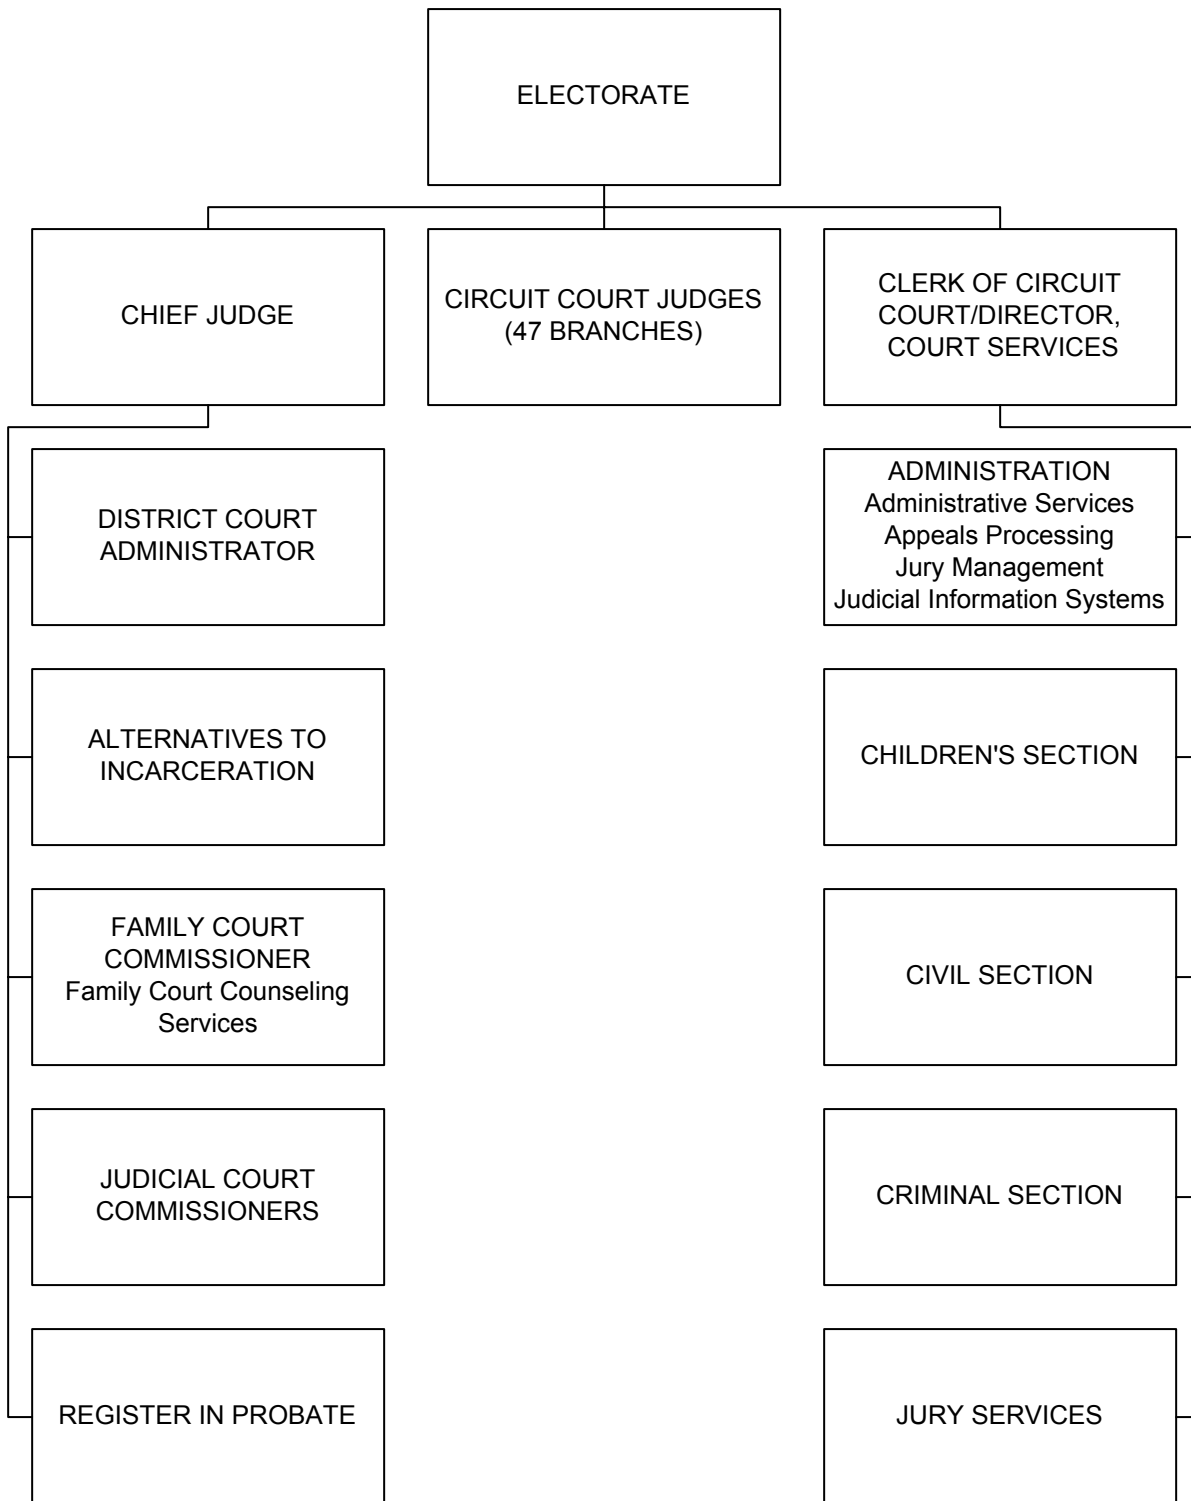 ELECTORATE
CHIEF JUDGE
CIRCUIT COURT JUDGES
(47 BRANCHES)
CLERK OF CIRCUIT
COURT/DIRECTOR,
COURT SERVICES
DISTRICT COURT
ADMINISTRATOR
ADMINISTRATION
Administrative Services
Appeals Processing
Jury Management
Judicial Information Systems
ALTERNATIVES TO
INCARCERATION
CHILDREN'S SECTION
FAMILY COURT
COMMISSIONER
Family Court Counseling
Services
CIVIL SECTION
JUDICIAL COURT
COMMISSIONERS
CRIMINAL SECTION
REGISTER IN PROBATE
JURY SERVICES